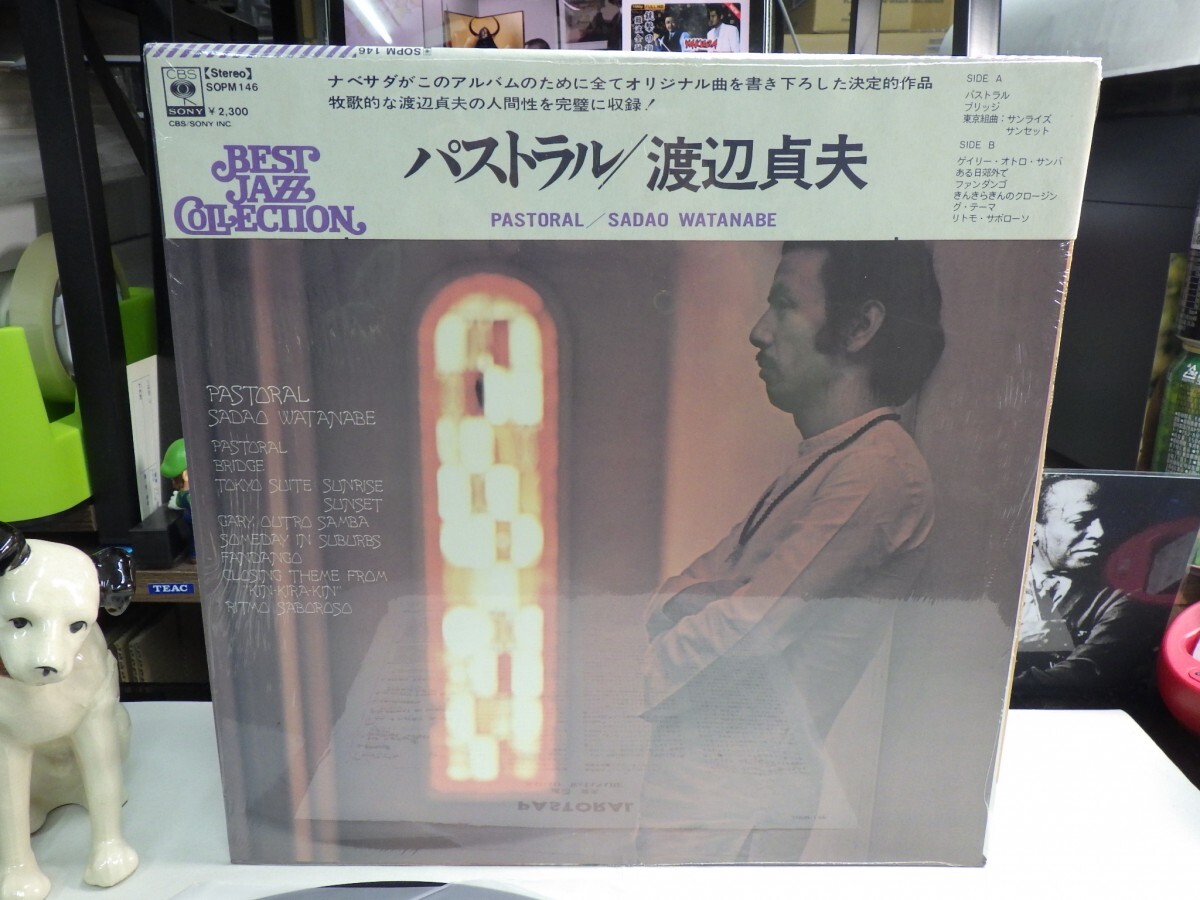 SOPM 146
CBS
SONY
【Stereo】
SOPM 146
¥2,300
CBS/SONY INC.
BEST
JAZZ
COLLECTION
ナベサダがこのアルバムのために全てオリジナル曲を書き下ろした決定的作品
牧歌的な渡辺貞夫の人間性を完璧に収録!
パストラル/渡辺貞夫
PASTORAL/SADAO WATANABE
SIDE A
パストラル
ブリッジ
東京組曲:サンライズ
サンセット
SIDE B
ゲイリー・オトロ・サンバ
ある日郊外で
ファンダンゴ
きんきらきんのクロージン
グ・テーマ
リトモ・サボローソ
PASTORAL
SADAO WATANABE
PASTORAL
BRIDGE
TOKYO SUITE SUNRISE
SUNSET
GARY, OUTRO SAMBA
SOMEDAY IN SUBURBS
FANDANGO
CLOSING THEME FROM
"KIN-KIRA-KIN"
RITMO SABOROSO
PASTORAL
TEAC